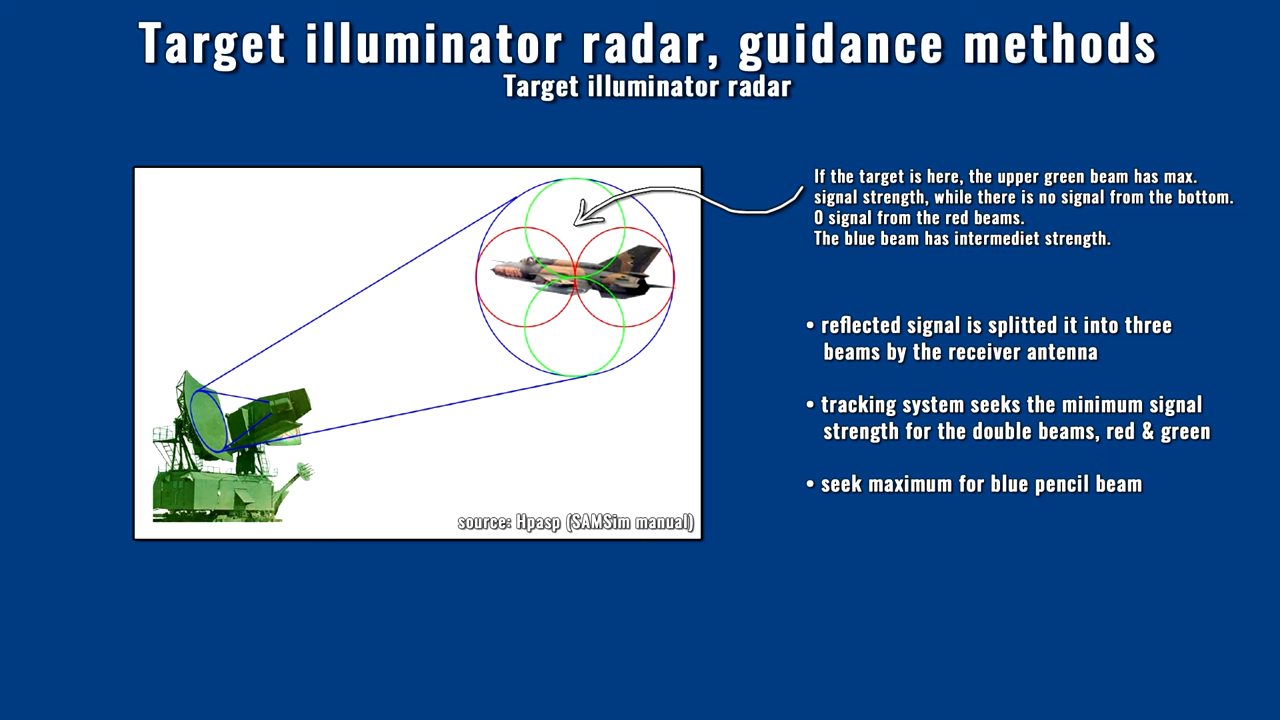 Target illuminator radar, guidance methods
Target illuminator radar
If the target is here, the upper green beam has max.
signal strength, while there is no signal from the bottom.
0 signal from the red beams.
The blue beam has intermediet strength.
• reflected signal is splitted it into three
beams by the receiver antenna
• tracking system seeks the minimum signal
strength for the double beams, red & green
• seek maximum for blue pencil beam
source: Hpasp (SAMSim manual)